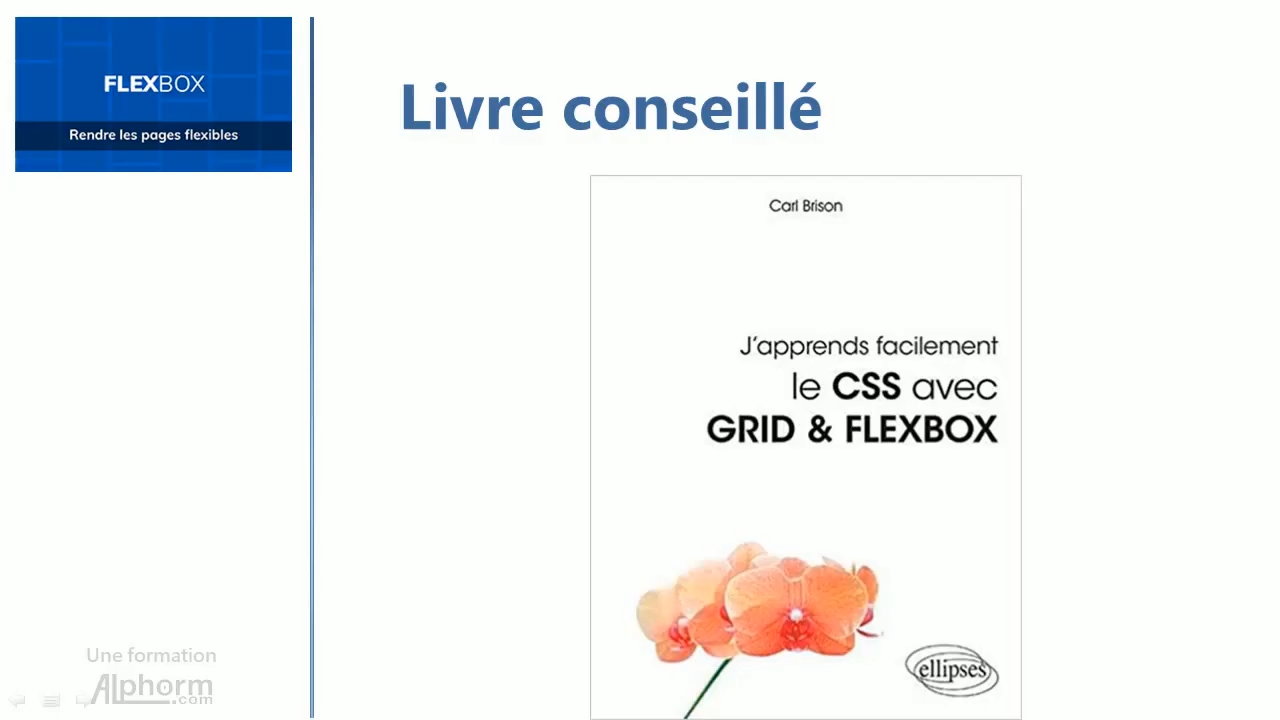 FLEXBOX
Rendre les pages flexibles
Livre conseillé
Carl Brison
J'apprends facilement
le CSS avec
GRID & FLEXBOX
ellipses
Une formation
Alphorm
.com